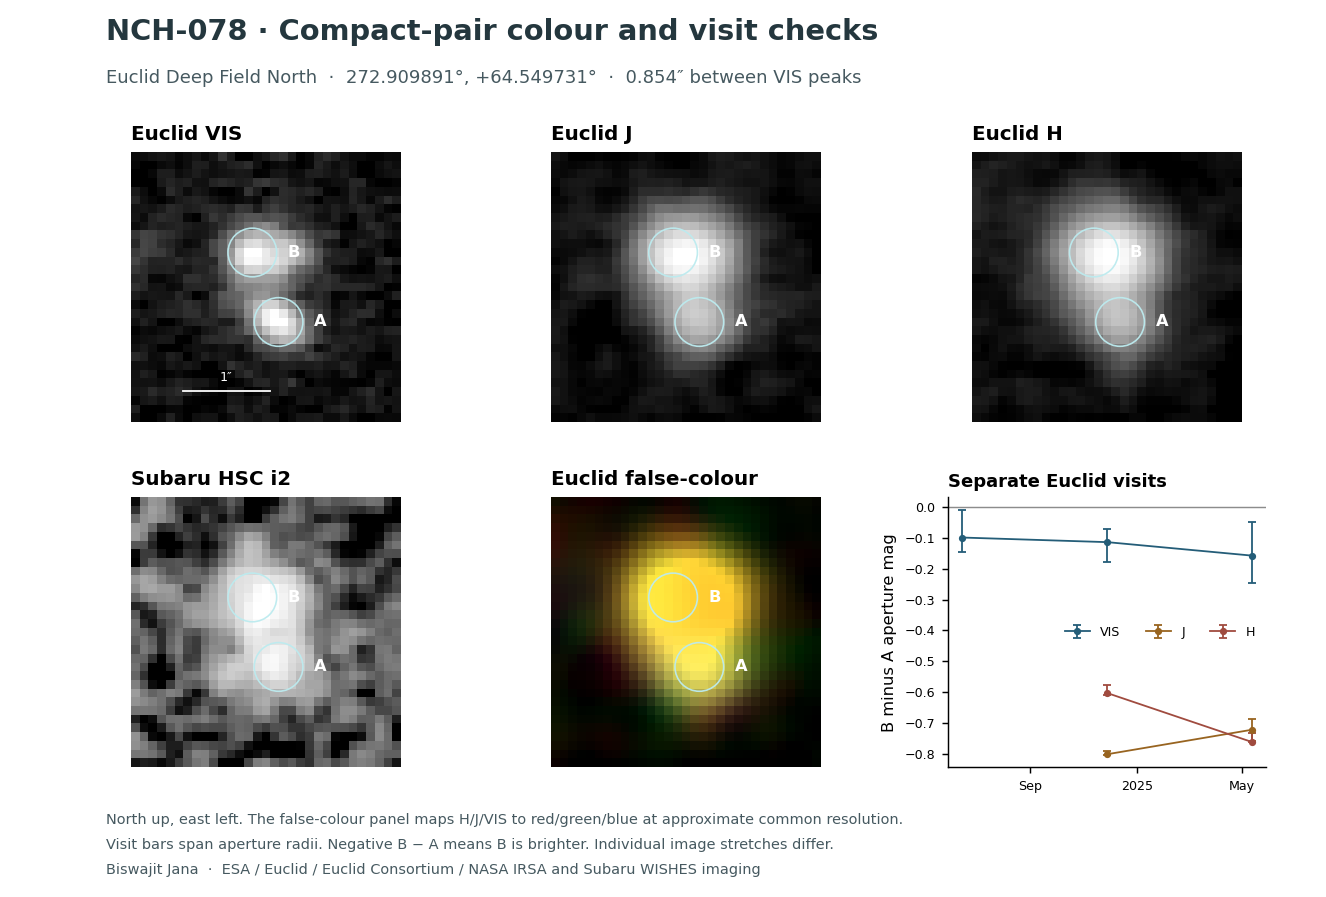 NCH-078 · Compact-pair colour and visit checks
Euclid Deep Field North · 272.909891°, +64.549731° · 0.854″ between VIS peaks
Euclid VIS
Euclid J
Euclid H
B
A
1″
B
A
B
A
Subaru HSC i2
Euclid false-colour
Separate Euclid visits
B
A
B
A
B minus A aperture mag
0.0
−0.1
−0.2
−0.3
−0.4
−0.5
−0.6
−0.7
−0.8
VIS
J
H
Sep
2025
May
North up, east left. The false-colour panel maps H/J/VIS to red/green/blue at approximate common resolution.
Visit bars span aperture radii. Negative B − A means B is brighter. Individual image stretches differ.
Biswajit Jana · ESA / Euclid / Euclid Consortium / NASA IRSA and Subaru WISHES imaging